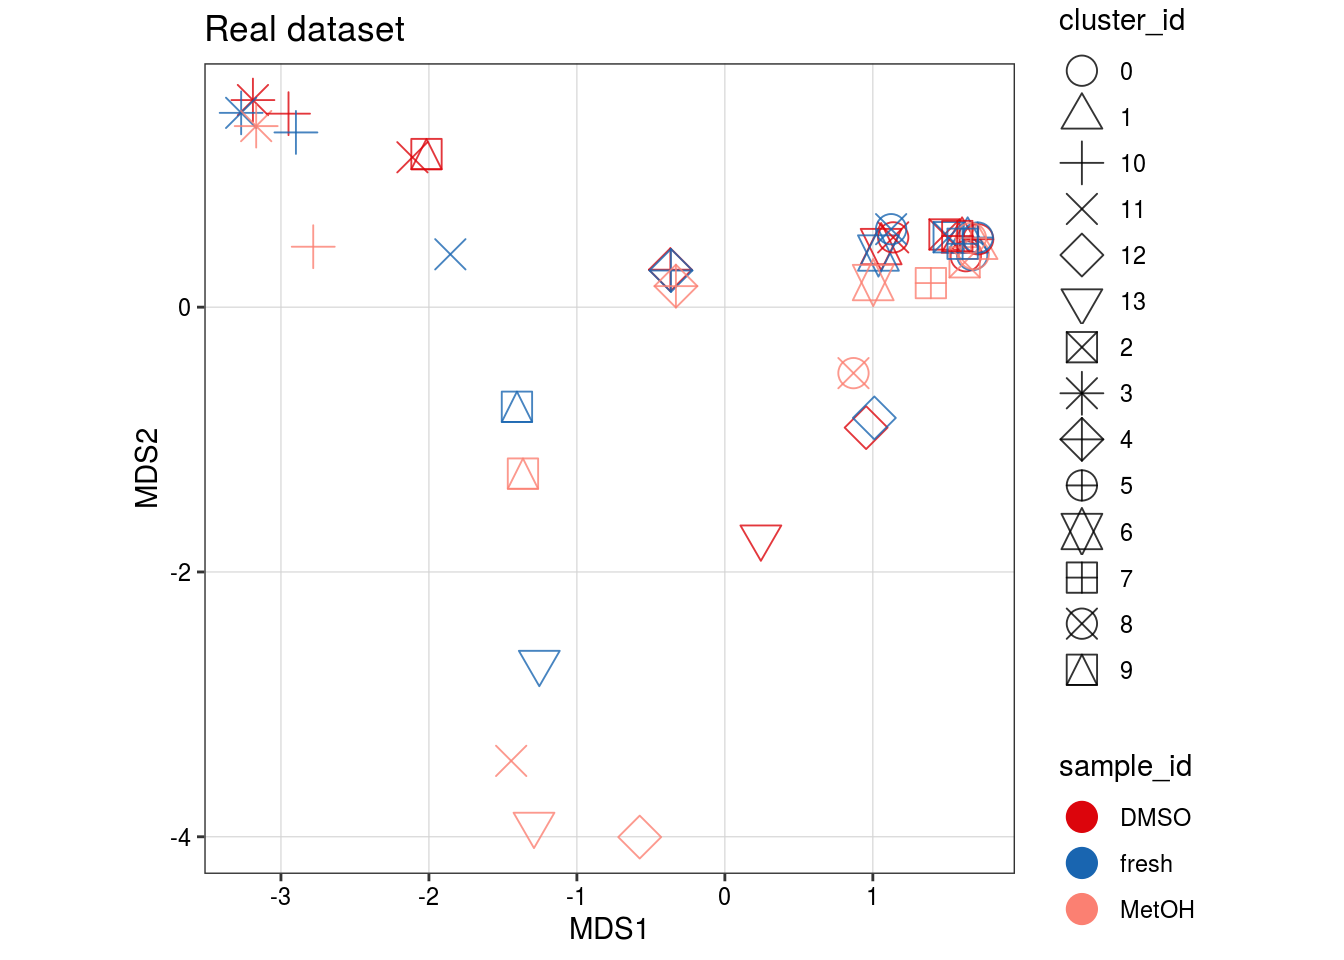 Real dataset
cluster_id
0
1
10
11
12
13
2
3
4
5
6
7
8
9
sample_id
DMSO
fresh
MetOH
0
-2
-4
MDS2
-3
-2
-1
0
1
MDS1